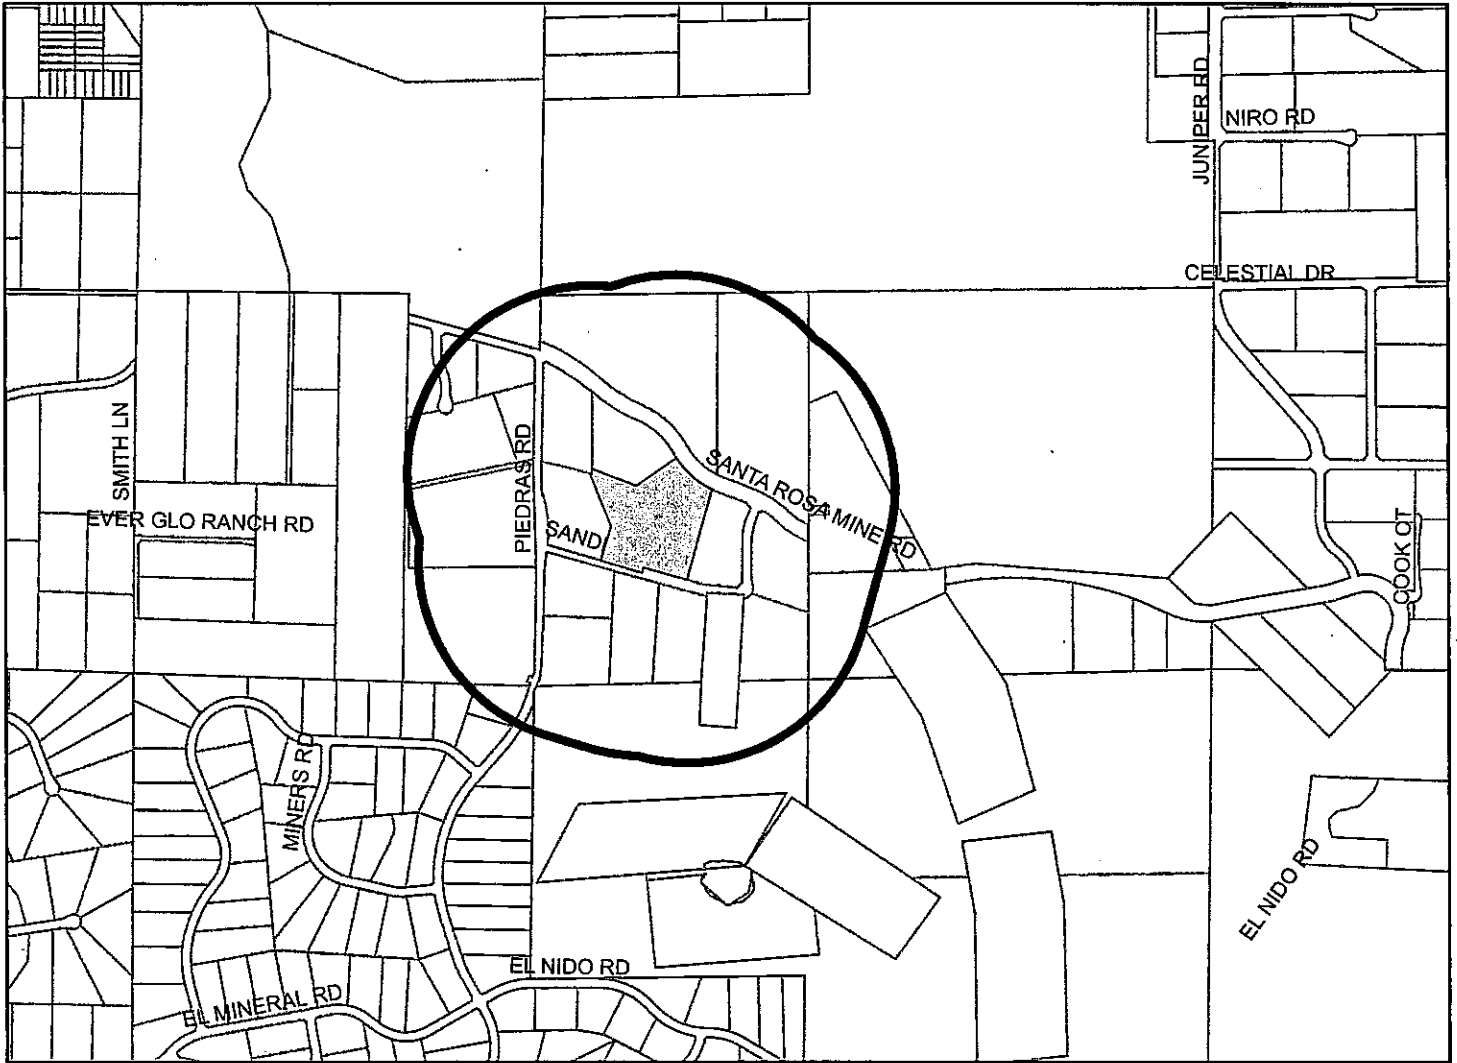 JUNIPER RD
NIRO RD
CELESTIAL DR
SMITH LN
EVER GLO RANCH RD
PIEDRAS RD
SAND
SANTA ROSA MINE RD
COOK CT
MINERS RD
EL NIDO RD
EL NIDO RD
EL MINERAL RD